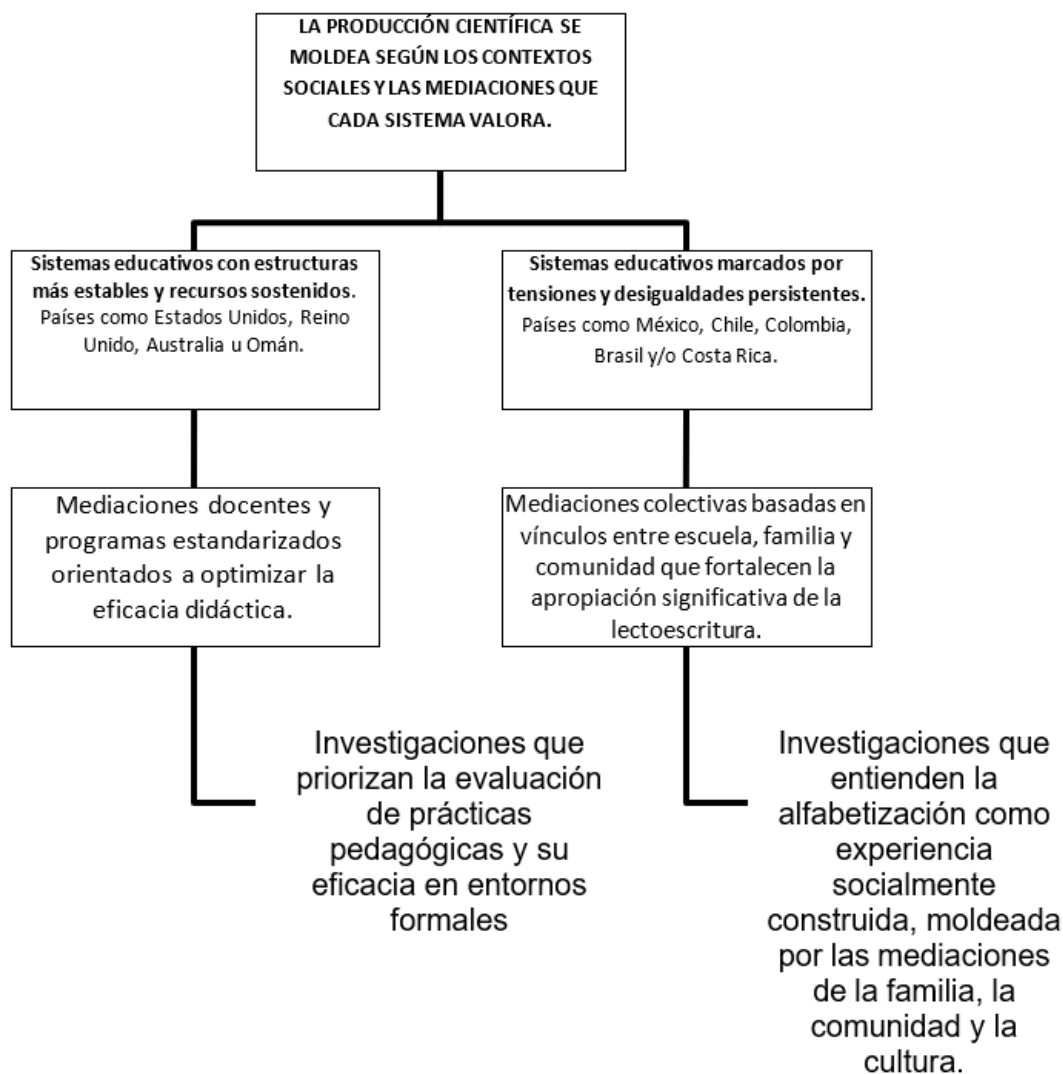 LA PRODUCCIÓN CIENTÍFICA SE
MOLDEA SEGÚN LOS CONTEXTOS
SOCIALES Y LAS MEDIACIONES QUE
CADA SISTEMA VALORA.
Sistemas educativos con estructuras
más estables y recursos sostenidos.
Países como Estados Unidos, Reino
Unido, Australia u Omán.
Sistemas educativos marcados por
tensiones y desigualdades persistentes.
Países como México, Chile, Colombia,
Brasil y/o Costa Rica.
Mediaciones docentes y
programas estandarizados
orientados a optimizar la
eficacia didáctica.
Mediaciones colectivas basadas en
vínculos entre escuela, familia y
comunidad que fortalecen la
apropiación significativa de la
lectoescritura.
Investigaciones que
priorizan la evaluación
de prácticas
pedagógicas y su
eficacia en entornos
formales
Investigaciones que
entienden la
alfabetización como
experiencia
socialmente
construida, moldeada
por las mediaciones
de la familia, la
comunidad y la
cultura.